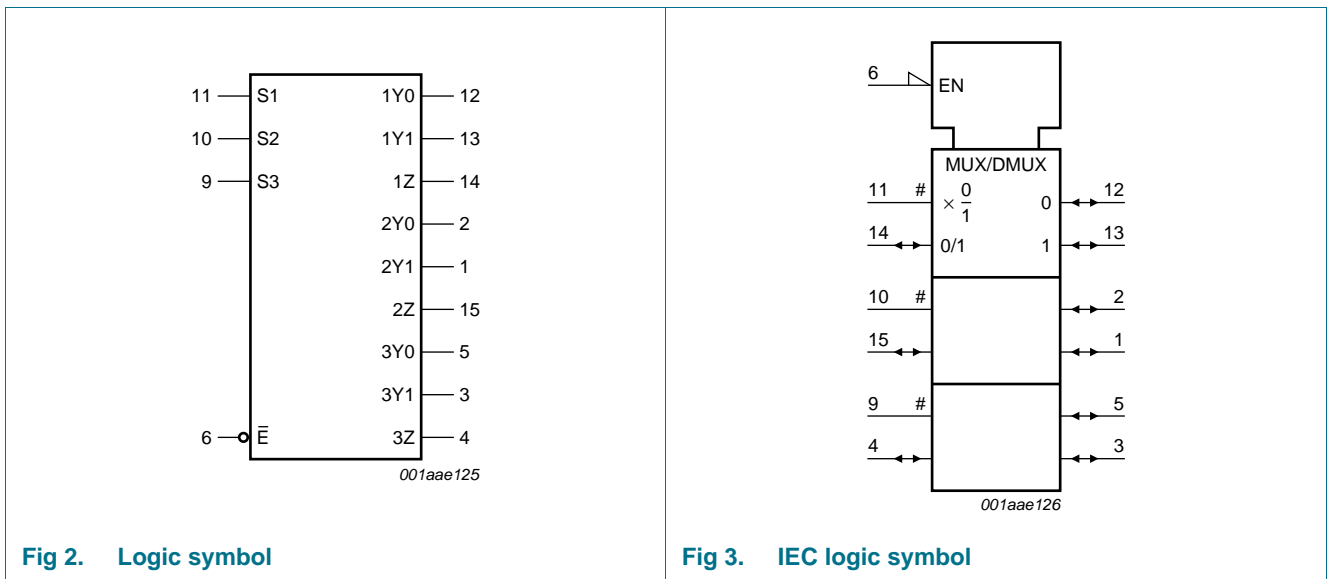 11 S1 1Y0 12
10 S2 1Y1 13
9 S3 1Z 14
2Y0 2
2Y1 1
2Z 15
3Y0 5
3Y1 3
6 E̅ 3Z 4
001aae125
Fig 2. Logic symbol
6 EN
MUX/DMUX
11 # × 0/1 0 12
14 0/1 1 13
10 # 2
15 1
9 # 5
4 3
001aae126
Fig 3. IEC logic symbol